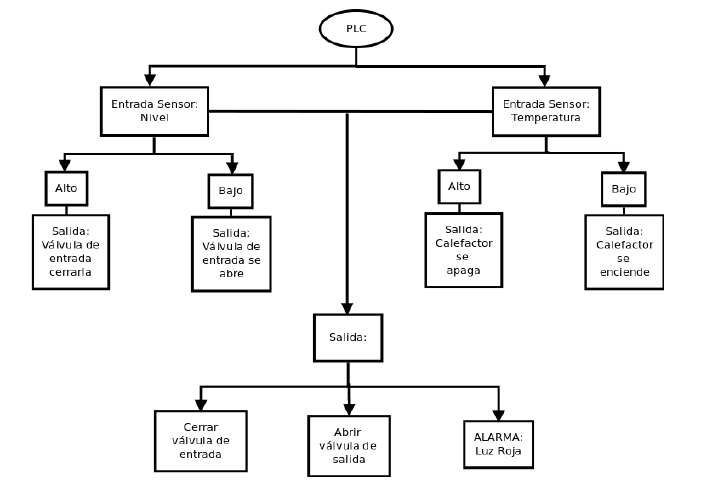 PLC
Entrada Sensor:
Nivel
Entrada Sensor:
Temperatura
Alto
Bajo
Alto
Bajo
Salida:
Válvula de
entrada
cerrarla
Salida:
Válvula de
entrada se
abre
Salida:
Calefactor
se
apaga
Salida:
Calefactor
se
enciende
Salida:
Cerrar
válvula de
entrada
Abrir
válvula de
salida
ALARMA:
Luz Roja